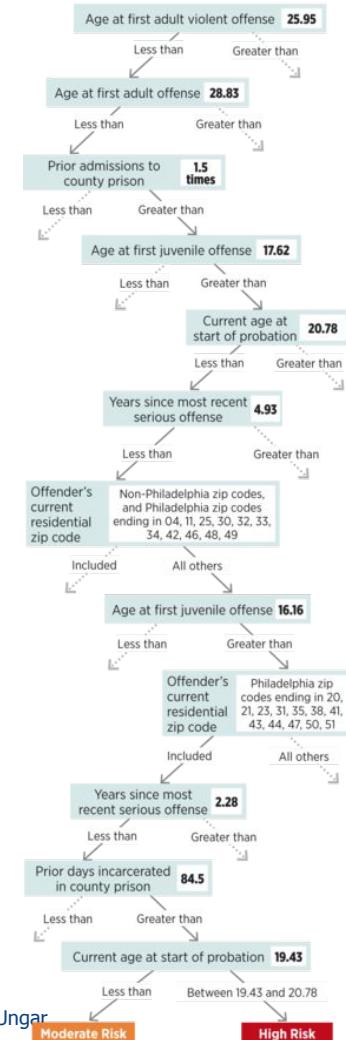 Age at first adult violent offense 25.95
Less than Greater than
Age at first adult offense 28.83
Less than Greater than
Prior admissions to
county prison
1.5
times
Less than Greater than
Age at first juvenile offense 17.62
Less than Greater than
Current age at
start of probation
20.78
Less than Greater than
Years since most recent
serious offense
4.93
Less than Greater than
Offender's
current
residential
zip code
Non-Philadelphia zip codes,
and Philadelphia zip codes
ending in 04, 11, 25, 30, 32, 33,
34, 42, 46, 48, 49
Included All others
Age at first juvenile offense 16.16
Less than Greater than
Offender's
current
residential
zip code
Philadelphia zip
codes ending in 20,
21, 23, 31, 35, 38, 41,
43, 44, 47, 50, 51
Included All others
Years since most
recent serious offense
2.28
Less than Greater than
Prior days incarcerated
in county prison
84.5
Less than Greater than
Current age at start of probation 19.43
Less than Between 19.43 and 20.78
Ungar
Moderate Risk High Risk